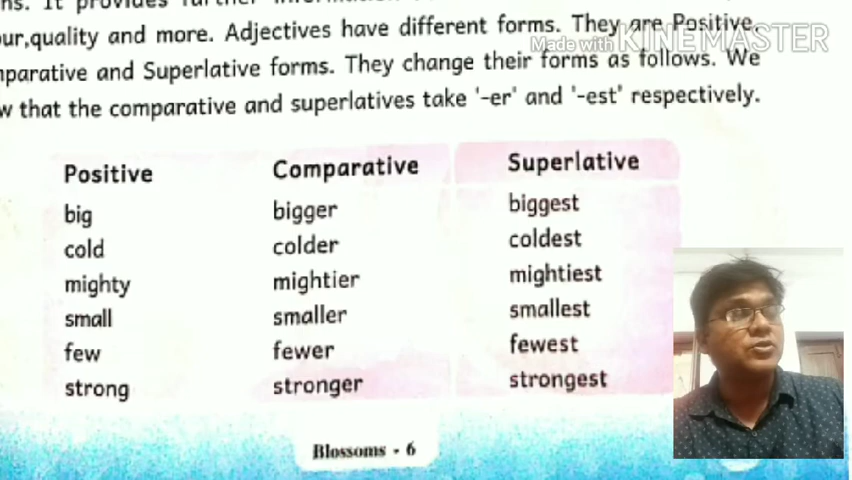 our,quality and more. Adjectives have different forms. They are Positive,
mparative and Superlative forms. They change their forms as follows. We
w that the comparative and superlatives take '-er' and '-est' respectively.
Made with KINEMASTER
Positive Comparative Superlative
big bigger biggest
cold colder coldest
mighty mightier mightiest
small smaller smallest
few fewer fewest
strong stronger strongest
Blossoms - 6